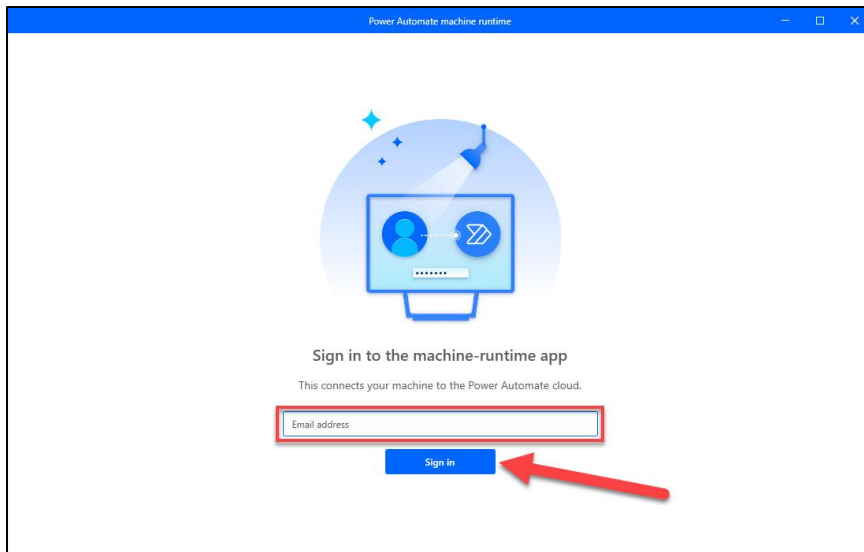 Power Automate machine runtime
Sign in to the machine-runtime app
This connects your machine to the Power Automate cloud.
Email address
Sign in